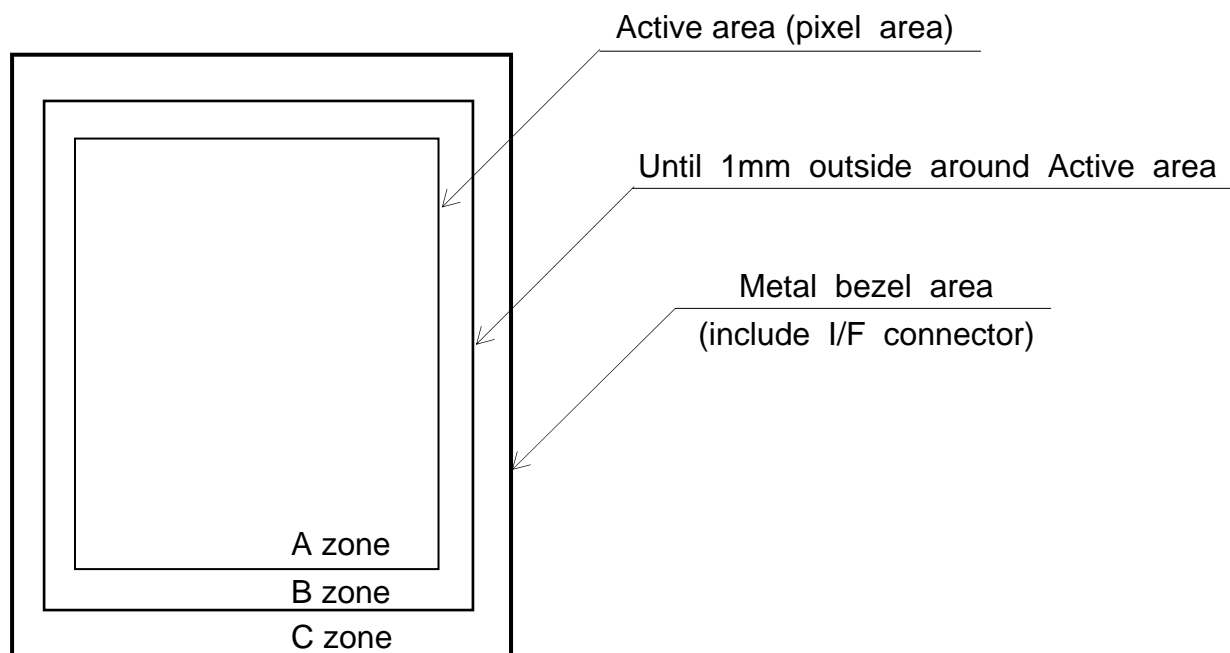 Active area (pixel area)
Until 1mm outside around Active area
Metal bezel area
(include I/F connector)
A zone
B zone
C zone